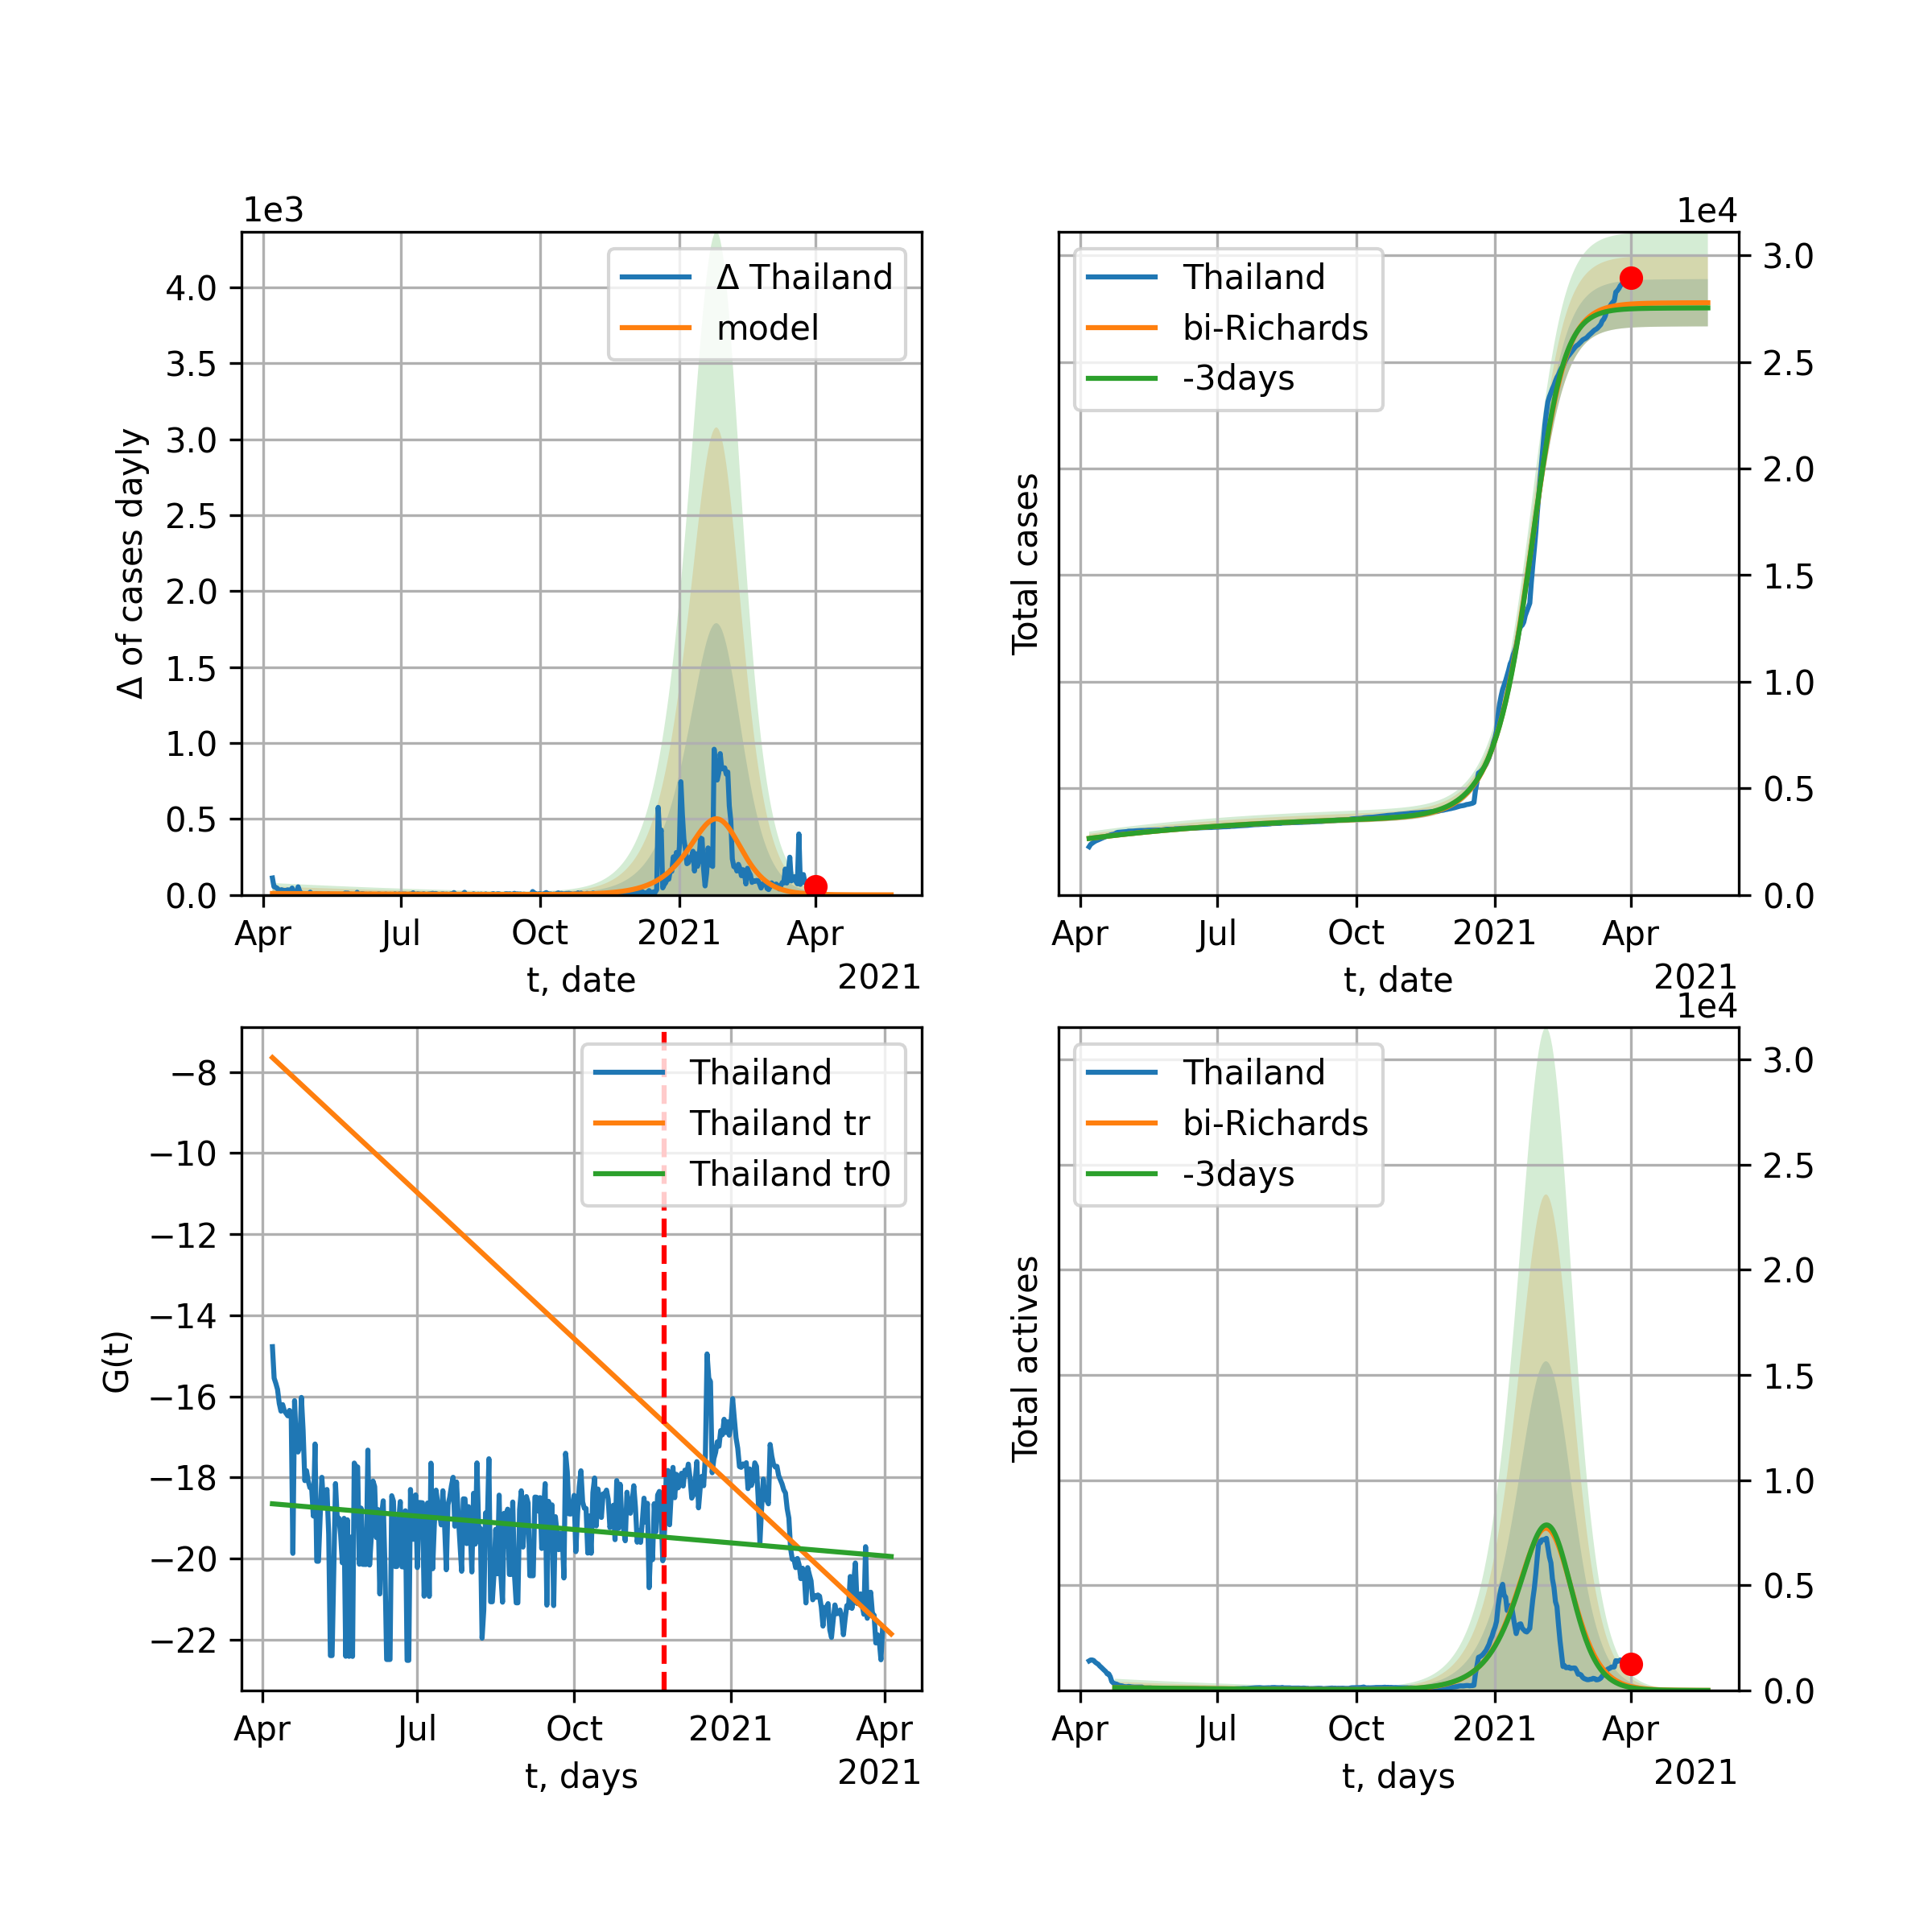 1e3
4.0
3.5
3.0
2.5
2.0
1.5
1.0
0.5
0.0
Δ of cases dayly
Δ Thailand
model
Apr Jul Oct 2021 Apr
t, date
2021
1e4
3.0
2.5
2.0
1.5
1.0
0.5
0.0
Total cases
Thailand
bi-Richards
-3days
Apr Jul Oct 2021 Apr
t, date
2021
−8
−10
−12
−14
−16
−18
−20
−22
G(t)
Thailand
Thailand tr
Thailand tr0
Apr Jul Oct 2021 Apr
t, days
2021
1e4
3.0
2.5
2.0
1.5
1.0
0.5
0.0
Total actives
Thailand
bi-Richards
-3days
Apr Jul Oct 2021 Apr
t, days
2021